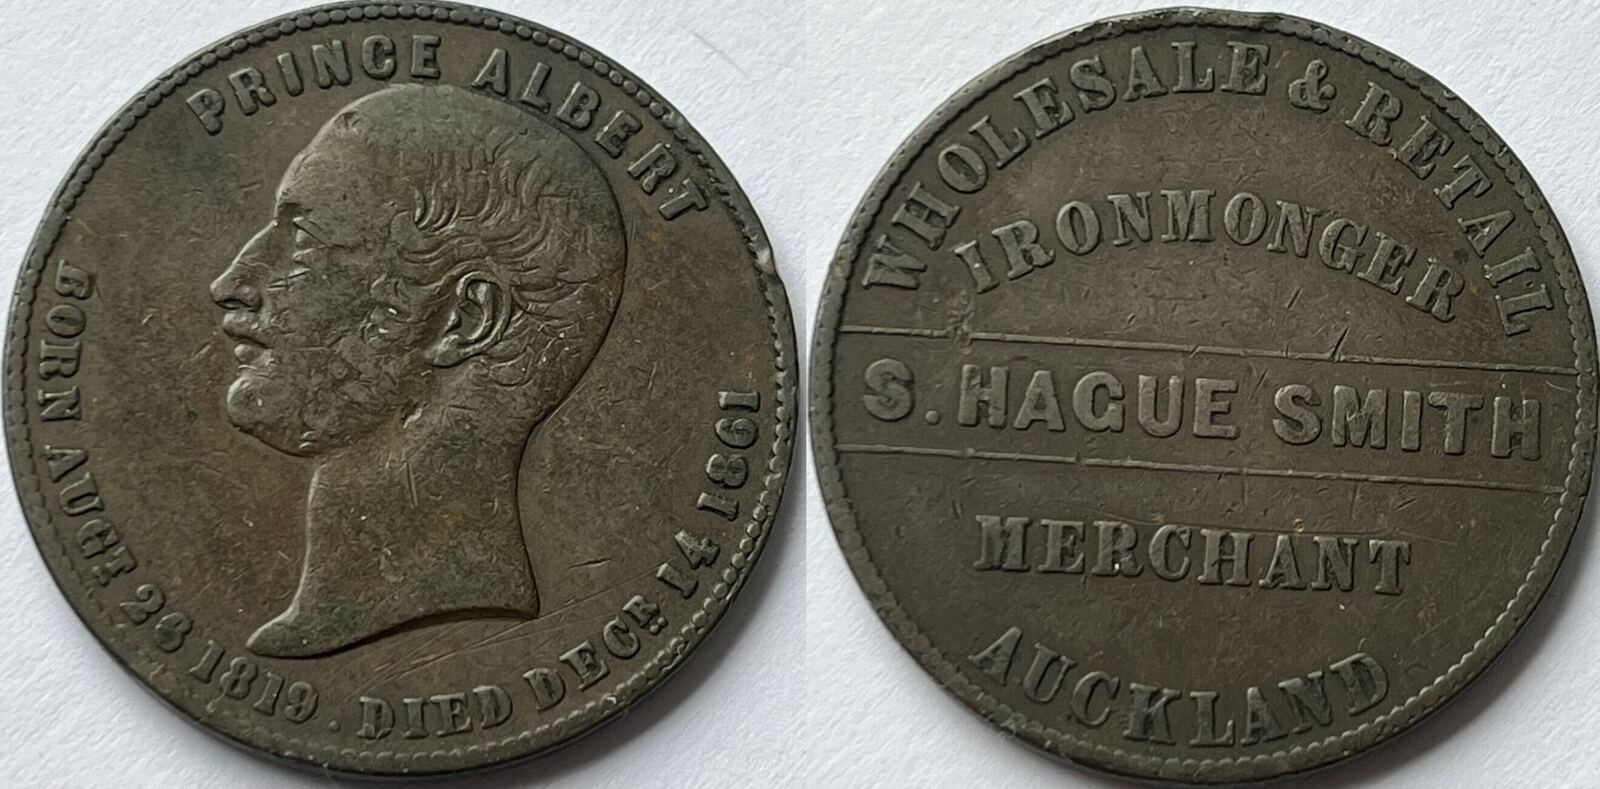 PRINCE ALBERT
BORN AUGT 26 1819 . DIED DECR 14 1861
WHOLESALE & RETAIL
IRONMONGER
S. HAGUE SMITH
MERCHANT
AUCKLAND